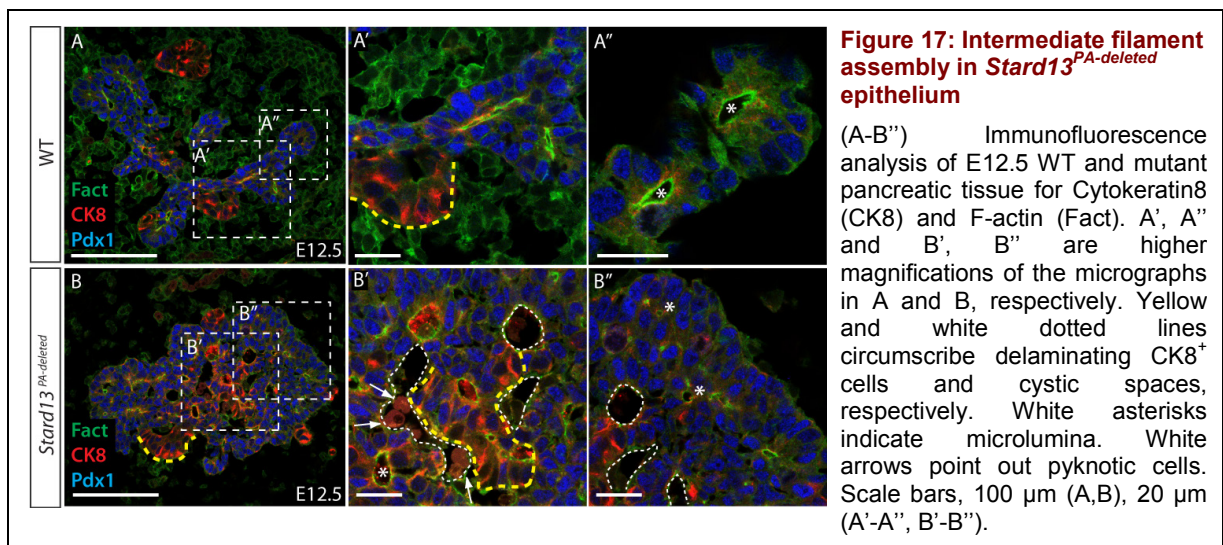 WT
A
A'
A''
Fact
CK8
Pdx1
E12.5
A'
A''
Stard13 PA-deleted
B
B'
B''
Fact
CK8
Pdx1
E12.5
B'
*
B''
*
*
*
*
Figure 17: Intermediate filament
assembly in Stard13PA-deleted
epithelium
(A-B’’) Immunofluorescence
analysis of E12.5 WT and mutant
pancreatic tissue for Cytokeratin8
(CK8) and F-actin (Fact). A’, A’’
and B’, B’’ are higher
magnifications of the micrographs
in A and B, respectively. Yellow
and white dotted lines
circumscribe delaminating CK8+
cells and cystic spaces,
respectively. White asterisks
indicate microlumina. White
arrows point out pyknotic cells.
Scale bars, 100 µm (A,B), 20 µm
(A’-A’’, B’-B’’).